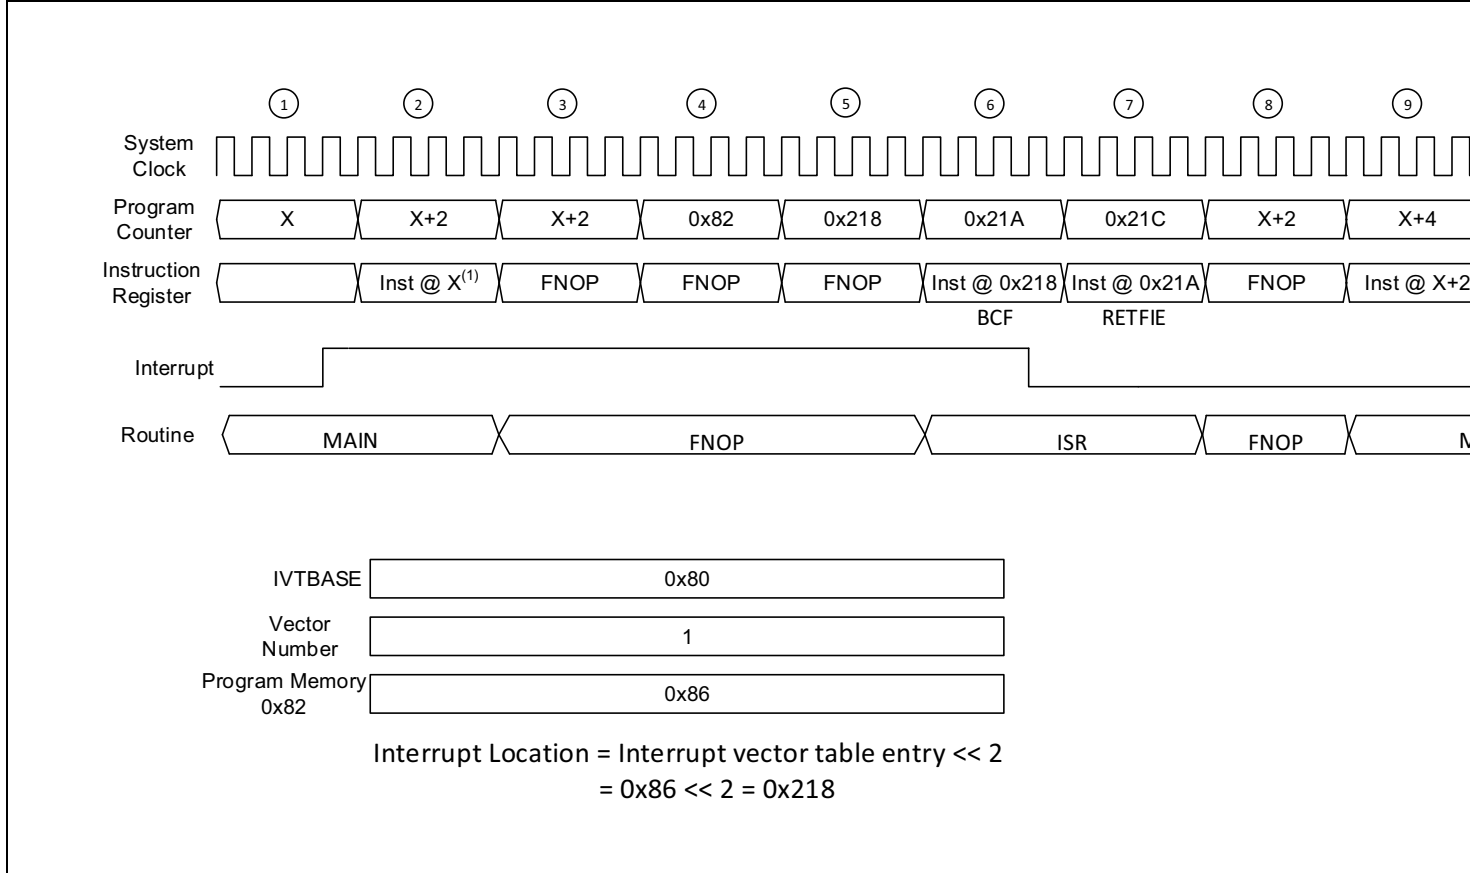 1 2 3 4 5 6 7 8 9
System
Clock
Program
Counter
X X+2 X+2 0x82 0x218 0x21A 0x21C X+2 X+4
Instruction
Register
Inst @ X(1) FNOP FNOP FNOP Inst @ 0x218 Inst @ 0x21A FNOP Inst @ X+2
BCF RETFIE
Interrupt
Routine MAIN FNOP ISR FNOP
IVTBASE 0x80
Vector
Number
1
Program Memory
0x82
0x86
Interrupt Location = Interrupt vector table entry << 2
= 0x86 << 2 = 0x218